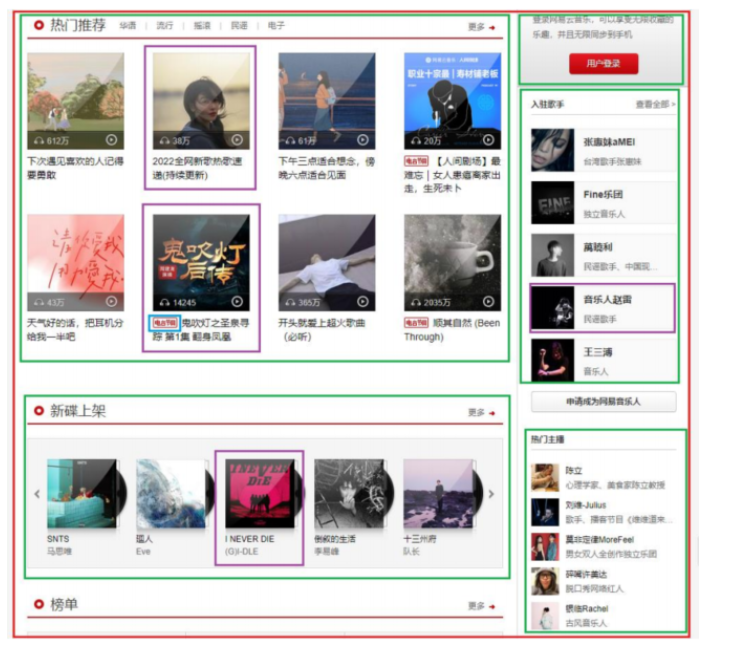 热门推荐 华语 流行 摇滚 民谣 电子 更多
612万
38万
61万
20万
下次遇见喜欢的人记得
要勇敢
2022全网新歌热歌速
递(持续更新)
下午三点适合想念，傍
晚六点适合见面
职业十宗最 | 寿材铺老板
电台节目 【人间剧场】最
难忘 | 女人患癌离家出
走，生死未卜
43万
鬼吹灯
后传
14245
365万
2035万
天气好的话，把耳机分
给我一半吧
电台节目 鬼吹灯之圣泉寻
踪 第1集 翻身凤凰
开头就爱上超火歌曲
（必听）
电台节目 顺其自然 (Been
Through)
新碟上架 更多
I NEVER
DIE
SNTS
马思唯
Eve
I NEVER DIE
(G)I-DLE
倒叙的生活
李易峰
十三州府
队长
榜单 更多
登录网易云音乐，可以享受无限收藏的
乐趣，并且无限同步到手机
用户登录
入驻歌手 查看全部 >
张惠妹aMEI
台湾歌手张惠妹
FINE
Fine乐团
独立音乐人
萬曉利
民谣歌手、中国现...
音乐人赵雷
民谣歌手
王三溥
音乐人
申请成为网易音乐人
热门主播
陈立
心理学家、美食家陈立教授
刘维-Julius
歌手、播客节目《维维道来...
莫非定律MoreFeel
男女双人全创作独立乐团
碎嘴许美达
脱口秀网络红人
银临Rachel
古风音乐人